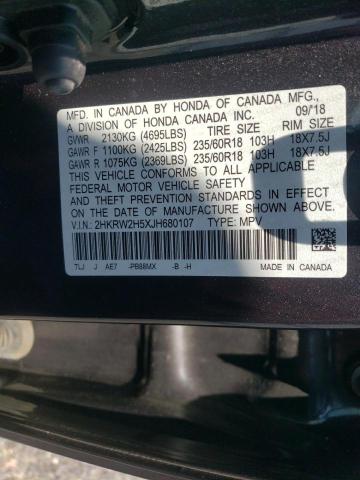 MFD. IN CANADA BY HONDA OF CANADA MFG.,
A DIVISION OF HONDA CANADA INC. 09/'18
GVWR 2130KG (4695LBS) TIRE SIZE RIM SIZE
GAWR F 1100KG (2425LBS) 235/60R18 103H 18X7.5J
GAWR R 1075KG (2369LBS) 235/60R18 103H 18X7.5J
THIS VEHICLE CONFORMS TO ALL APPLICABLE
FEDERAL MOTOR VEHICLE SAFETY
AND THEFT PREVENTION STANDARDS IN EFFECT
ON THE DATE OF MANUFACTURE SHOWN ABOVE.
V.I.N.: 2HKRW2H5XJH680107 TYPE: MPV
TLJ J AE7 -PB88MX -B -H MADE IN CANADA